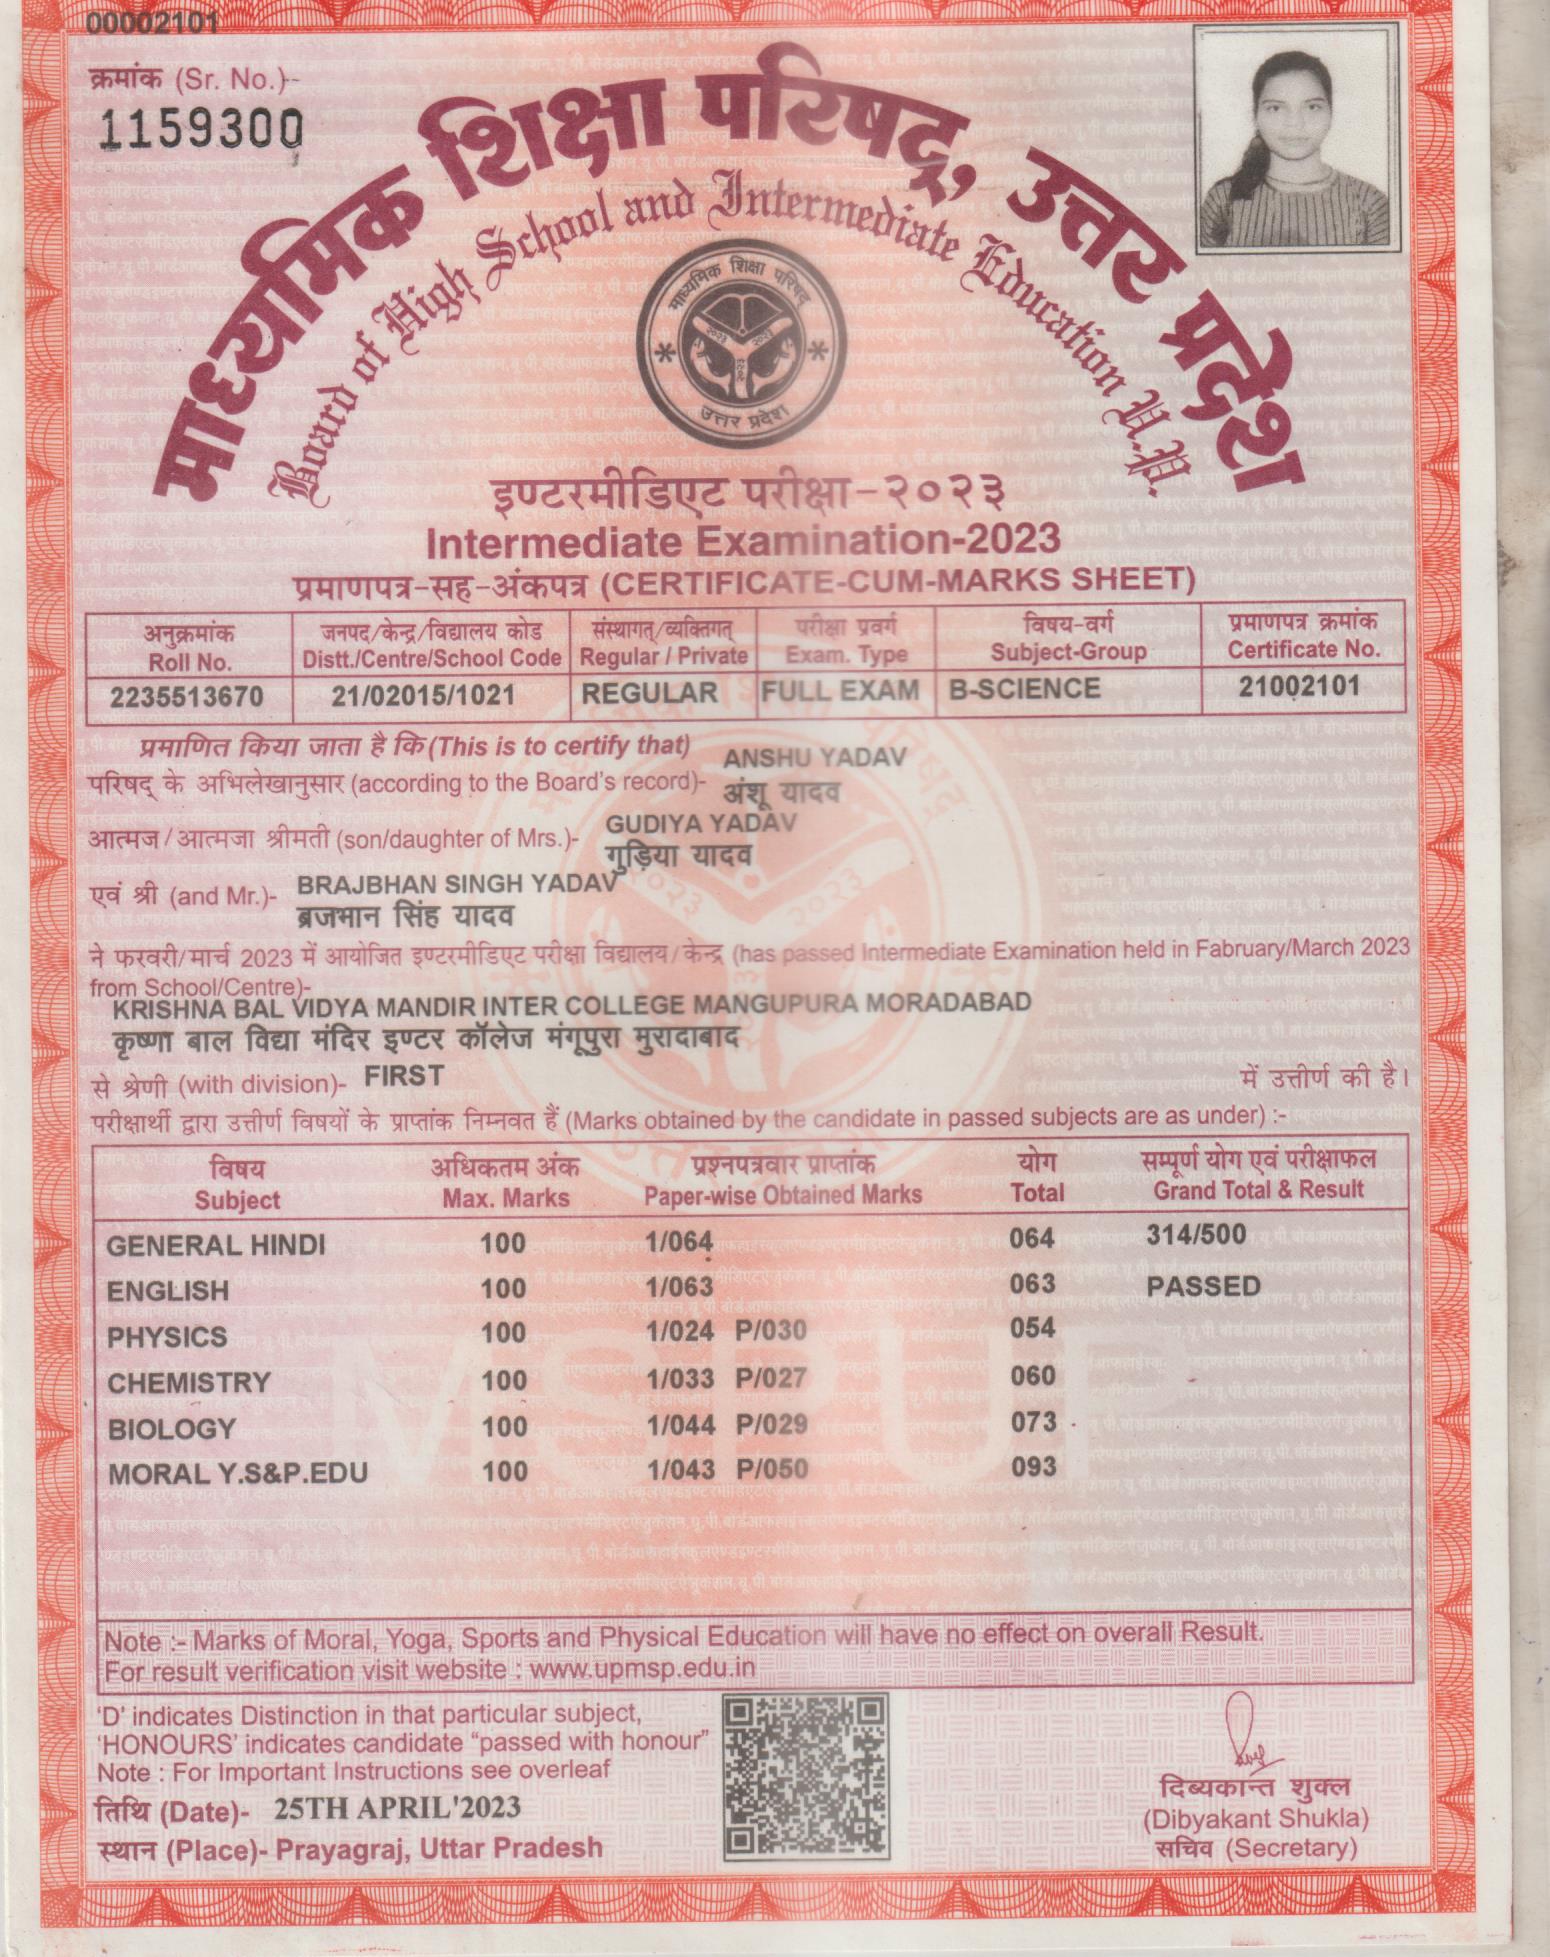 00002101
क्रमांक (Sr. No.)-
1159300
माध्यमिक शिक्षा परिषद्, उत्तर प्रदेश
Board of High School and Intermediate Education U.P.
माध्यमिक शिक्षा परिषद्
२०२३ २०२३
२०२३
उत्तर प्रदेश
इण्टरमीडिएट परीक्षा-२०२३
Intermediate Examination-2023
प्रमाणपत्र-सह-अंकपत्र (CERTIFICATE-CUM-MARKS SHEET)
अनुक्रमांक जनपद/केन्द्र/विद्यालय कोड संस्थागत्/व्यक्तिगत् परीक्षा प्रवर्ग विषय-वर्ग प्रमाणपत्र क्रमांक
Roll No. Distt./Centre/School Code Regular / Private Exam. Type Subject-Group Certificate No.
2235513670 21/02015/1021 REGULAR FULL EXAM B-SCIENCE 21002101
प्रमाणित किया जाता है कि (This is to certify that) ANSHU YADAV
परिषद् के अभिलेखानुसार (according to the Board's record)- अंशू यादव
GUDIYA YADAV
आत्मज/आत्मजा श्रीमती (son/daughter of Mrs.)- गुड़िया यादव
एवं श्री (and Mr.)- BRAJBHAN SINGH YADAV
ब्रजभान सिंह यादव
ने फरवरी/मार्च 2023 में आयोजित इण्टरमीडिएट परीक्षा विद्यालय/केन्द्र (has passed Intermediate Examination held in Fabruary/March 2023
from School/Centre)-
KRISHNA BAL VIDYA MANDIR INTER COLLEGE MANGUPURA MORADABAD
कृष्णा बाल विद्या मंदिर इण्टर कॉलेज मंगूपुरा मुरादाबाद
से श्रेणी (with division)- FIRST में उत्तीर्ण की है।
परीक्षार्थी द्वारा उत्तीर्ण विषयों के प्राप्तांक निम्नवत हैं (Marks obtained by the candidate in passed subjects are as under) :-
विषय अधिकतम अंक प्रश्नपत्रवार प्राप्तांक योग सम्पूर्ण योग एवं परीक्षाफल
Subject Max. Marks Paper-wise Obtained Marks Total Grand Total & Result
GENERAL HINDI 100 1/064 064 314/500
ENGLISH 100 1/063 063 PASSED
PHYSICS 100 1/024 P/030 054
CHEMISTRY 100 1/033 P/027 060
BIOLOGY 100 1/044 P/029 073
MORAL Y.S&P.EDU 100 1/043 P/050 093
Note :- Marks of Moral, Yoga, Sports and Physical Education will have no effect on overall Result.
For result verification visit website : www.upmsp.edu.in
'D' indicates Distinction in that particular subject,
'HONOURS' indicates candidate "passed with honour"
Note : For Important Instructions see overleaf
तिथि (Date)- 25TH APRIL'2023
स्थान (Place)- Prayagraj, Uttar Pradesh
दिब्यकान्त शुक्ल
(Dibyakant Shukla)
सचिव (Secretary)